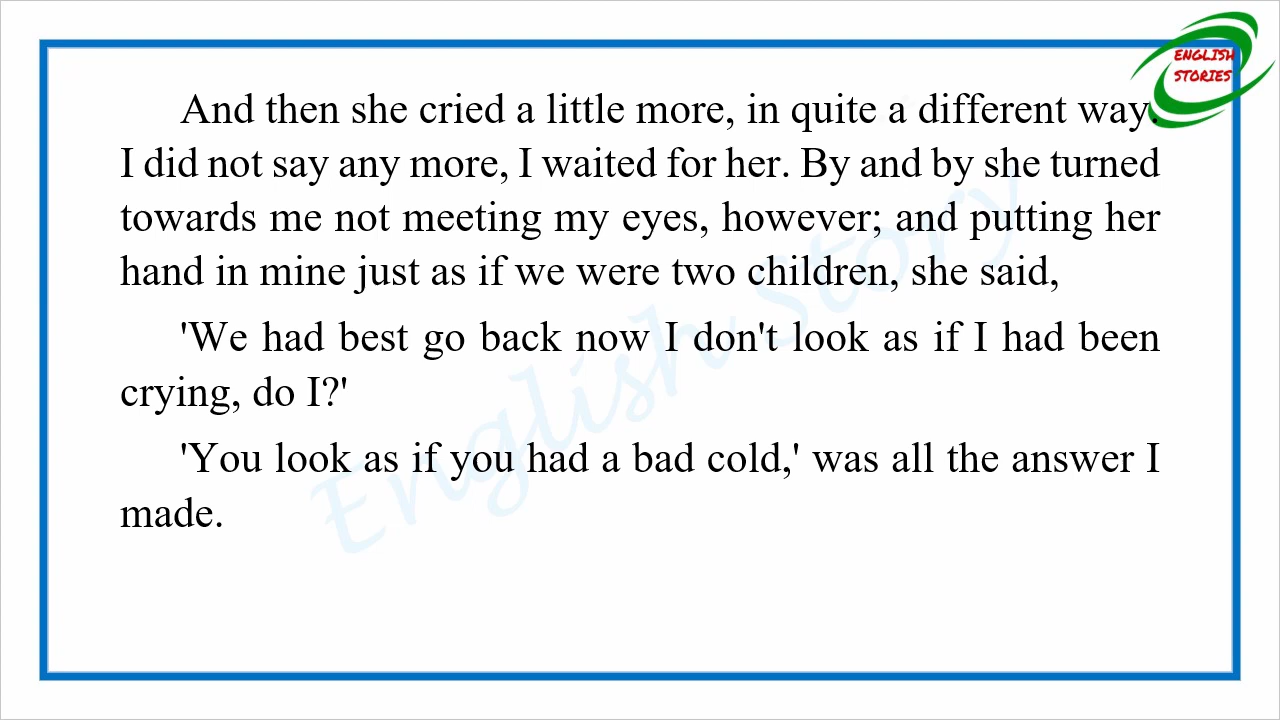 ENGLISH
STORIES
And then she cried a little more, in quite a different way.
I did not say any more, I waited for her. By and by she turned
towards me not meeting my eyes, however; and putting her
hand in mine just as if we were two children, she said,
'We had best go back now I don't look as if I had been
crying, do I?'
'You look as if you had a bad cold,' was all the answer I
made.
English Story